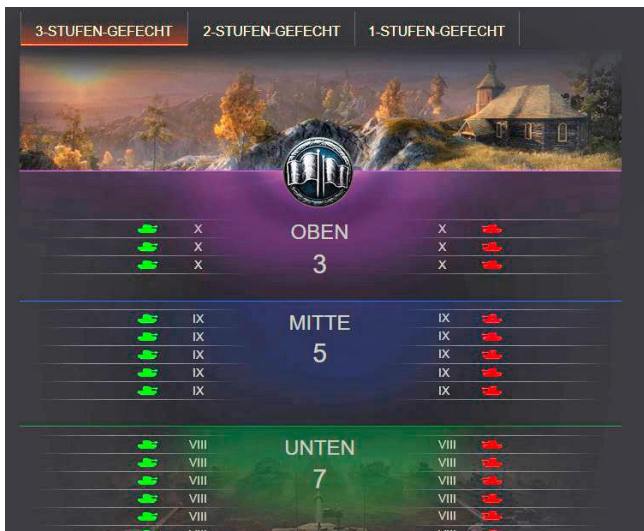 3-STUFEN-GEFECHT 2-STUFEN-GEFECHT 1-STUFEN-GEFECHT
X OBEN X
X X
X 3 X
IX MITTE IX
IX IX
IX 5 IX
IX IX
IX IX
VIII UNTEN VIII
VIII VIII
VIII 7 VIII
VIII VIII
VIII VIII